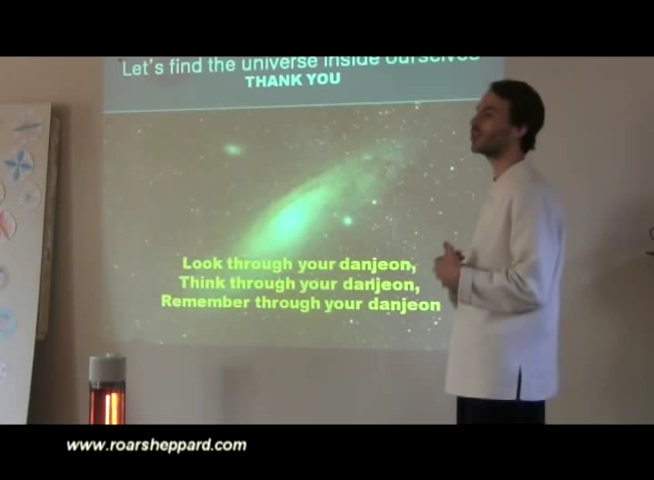 Let's find the universe inside ourselves
THANK YOU
Look through your danjeon,
Think through your danjeon,
Remember through your danjeon
www.roarsheppard.com